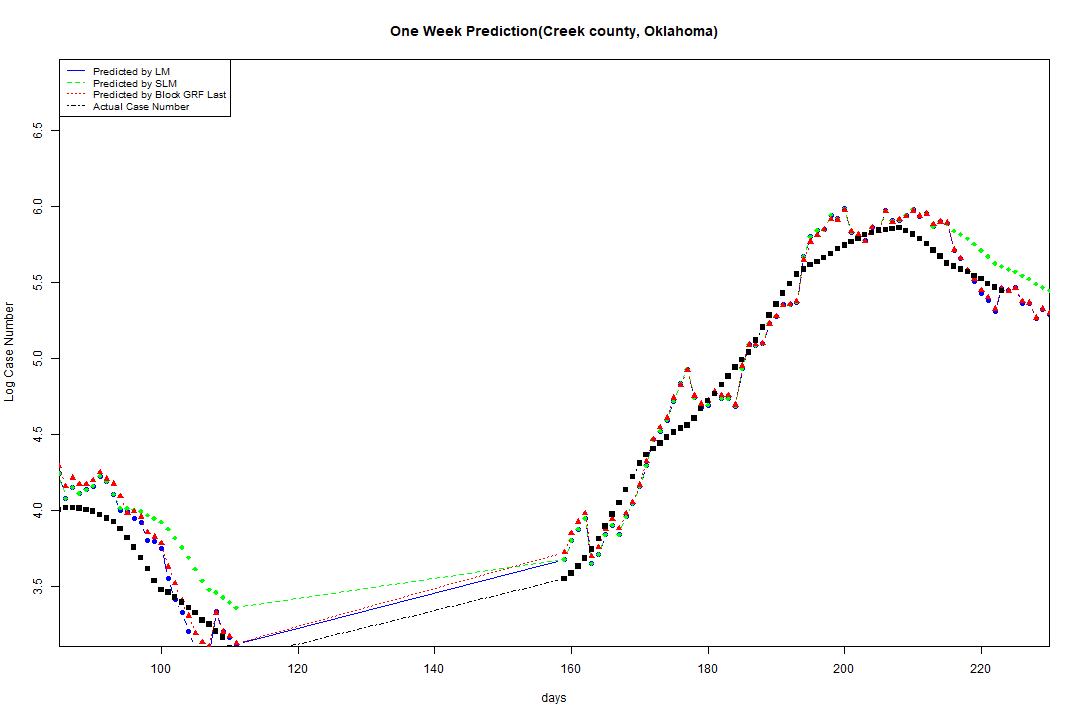 One Week Prediction(Creek county, Oklahoma)
Predicted by LM
Predicted by SLM
Predicted by Block GRF Last
Actual Case Number
Log Case Number
6.5
6.0
5.5
5.0
4.5
4.0
3.5
100 120 140 160 180 200 220
days